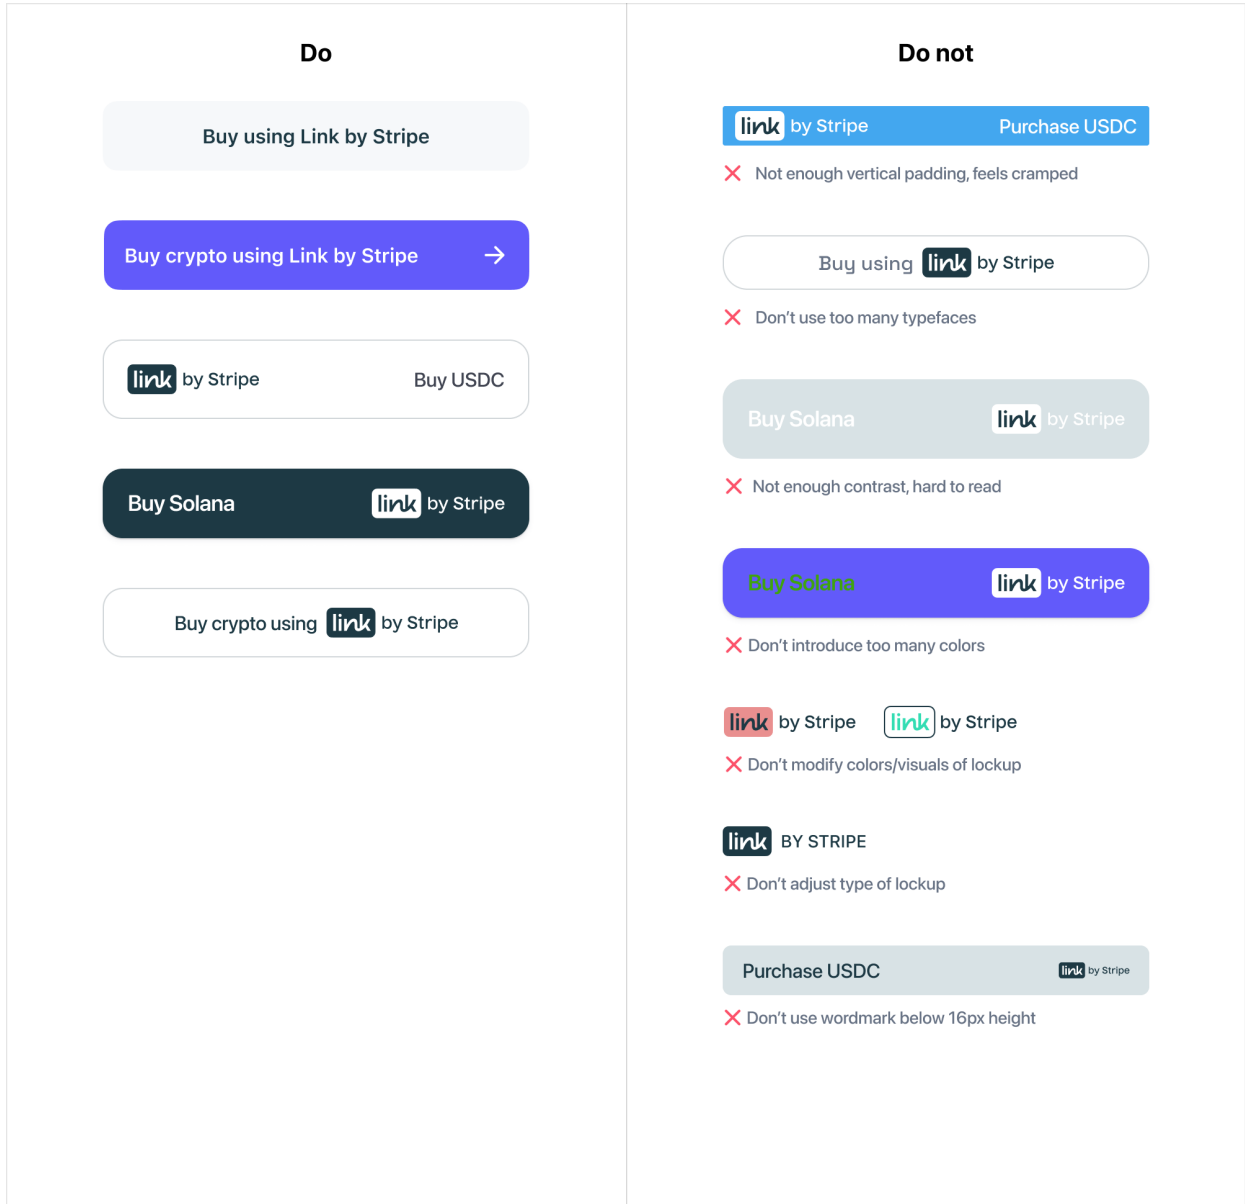 Do
Buy using Link by Stripe
Buy crypto using Link by Stripe
link by Stripe Buy USDC
Buy Solana link by Stripe
Buy crypto using link by Stripe
Do not
link by Stripe Purchase USDC
Not enough vertical padding, feels cramped
Buy using link by Stripe
Don't use too many typefaces
Buy Solana link by Stripe
Not enough contrast, hard to read
Buy Solana link by Stripe
Don't introduce too many colors
link by Stripe link by Stripe
Don't modify colors/visuals of lockup
link BY STRIPE
Don't adjust type of lockup
Purchase USDC link by Stripe
Don't use wordmark below 16px height